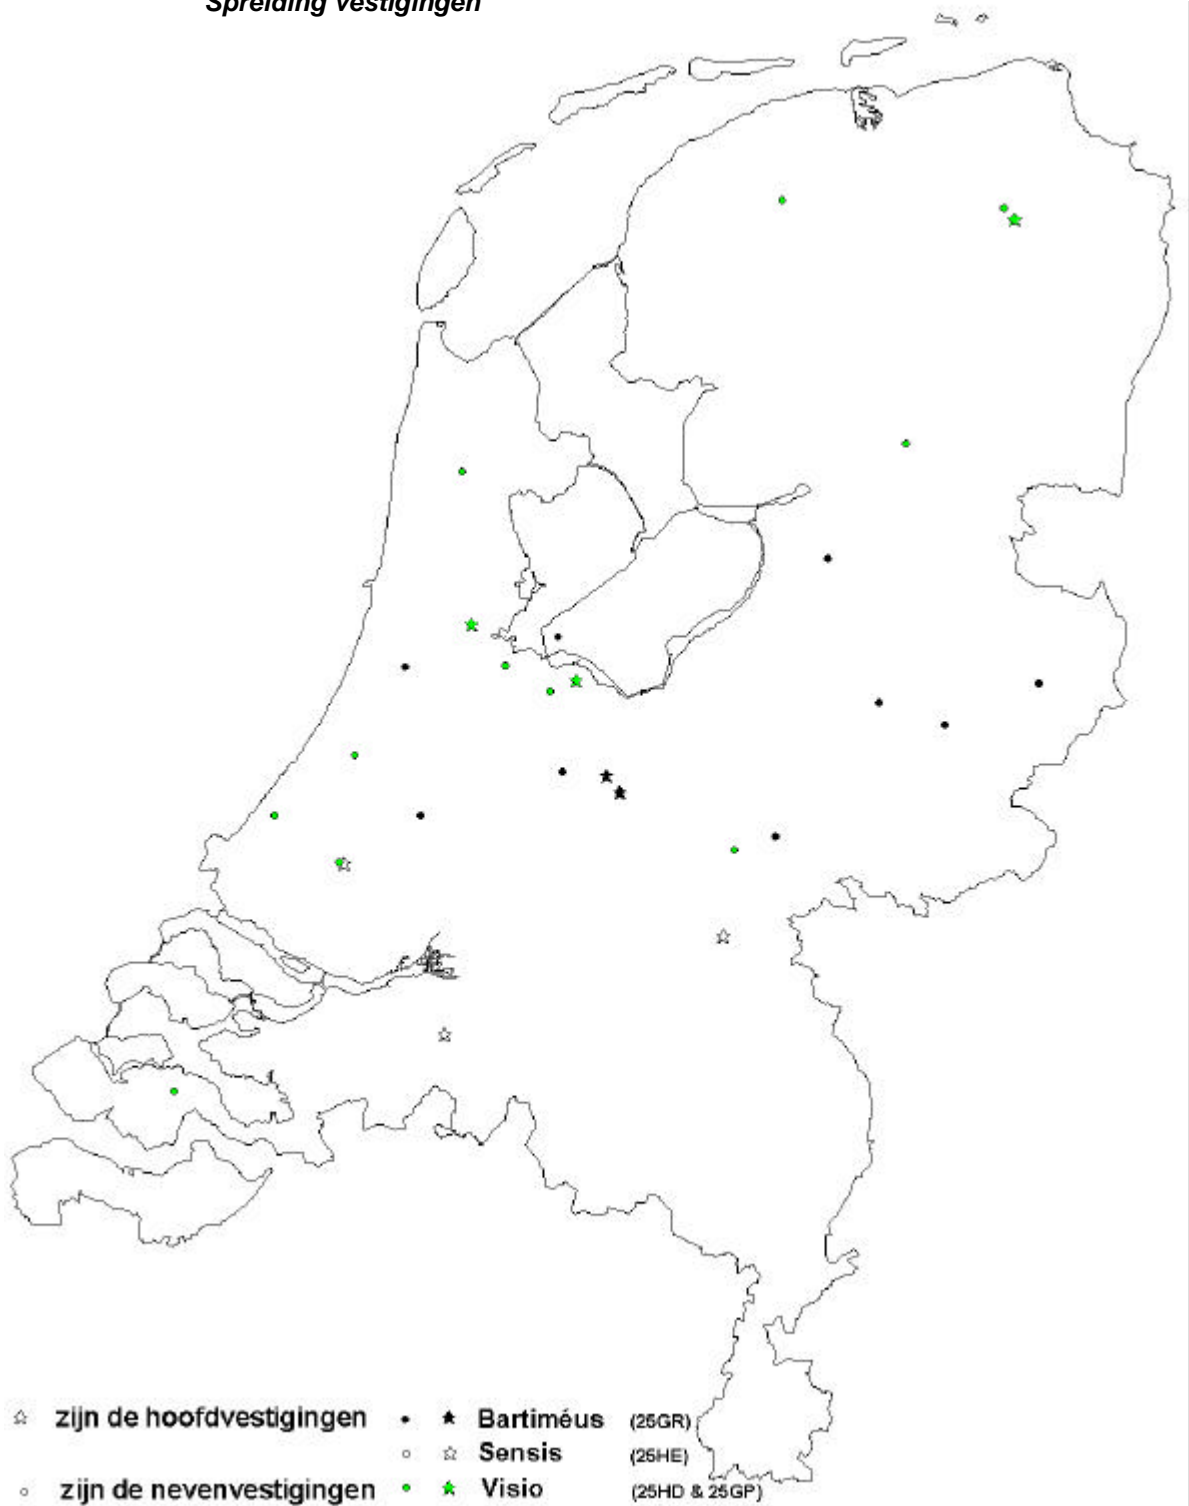 Spreiding vestigingen
zijn de hoofdvestigingen
Bartiméus (25GR)
Sensis (25HE)
zijn de nevenvestigingen
Visio (25HD & 25GP)